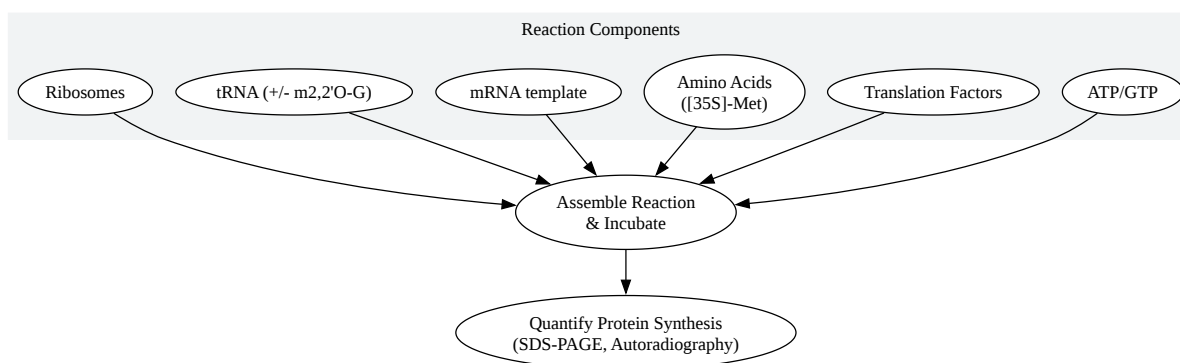 Reaction Components
Ribosomes
tRNA (+/- m2,2'O-G)
mRNA template
Amino Acids
([35S]-Met)
Translation Factors
ATP/GTP
Assemble Reaction
& Incubate
Quantify Protein Synthesis
(SDS-PAGE, Autoradiography)